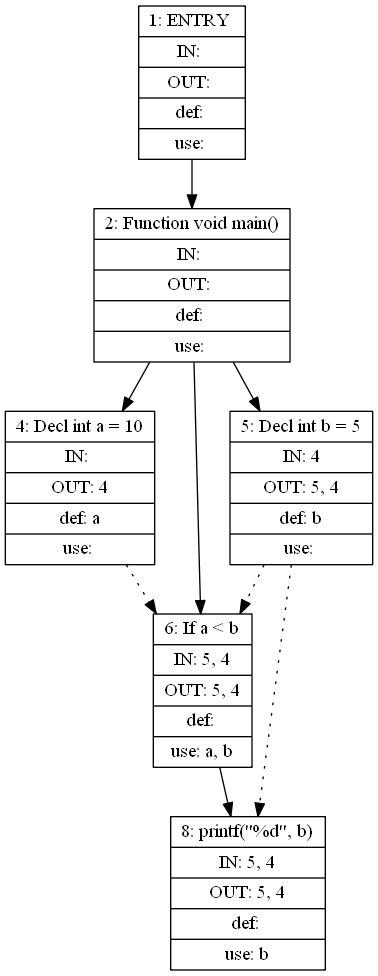 1: ENTRY
IN:
OUT:
def:
use:
2: Function void main()
IN:
OUT:
def:
use:
4: Decl int a = 10
IN:
OUT: 4
def: a
use:
5: Decl int b = 5
IN: 4
OUT: 5, 4
def: b
use:
6: If a < b
IN: 5, 4
OUT: 5, 4
def:
use: a, b
8: printf("%d", b)
IN: 5, 4
OUT: 5, 4
def:
use: b